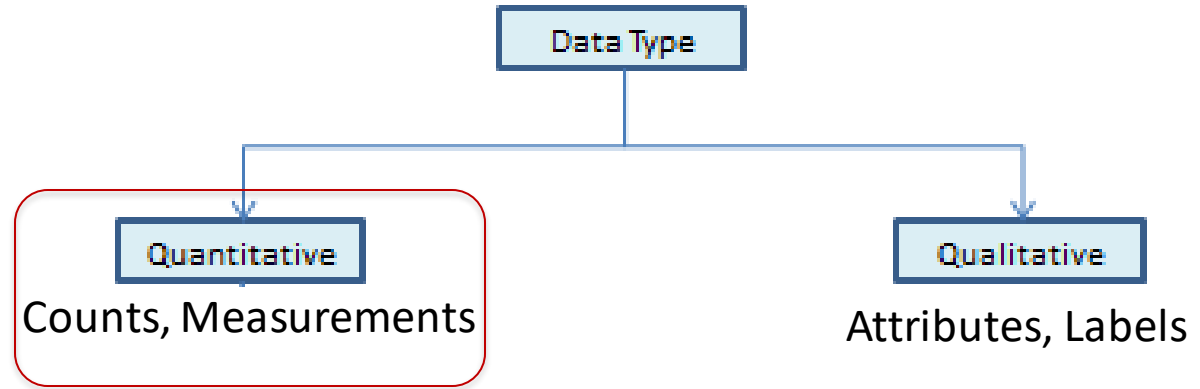 Data Type
Quantitative
Qualitative
Counts, Measurements
Attributes, Labels